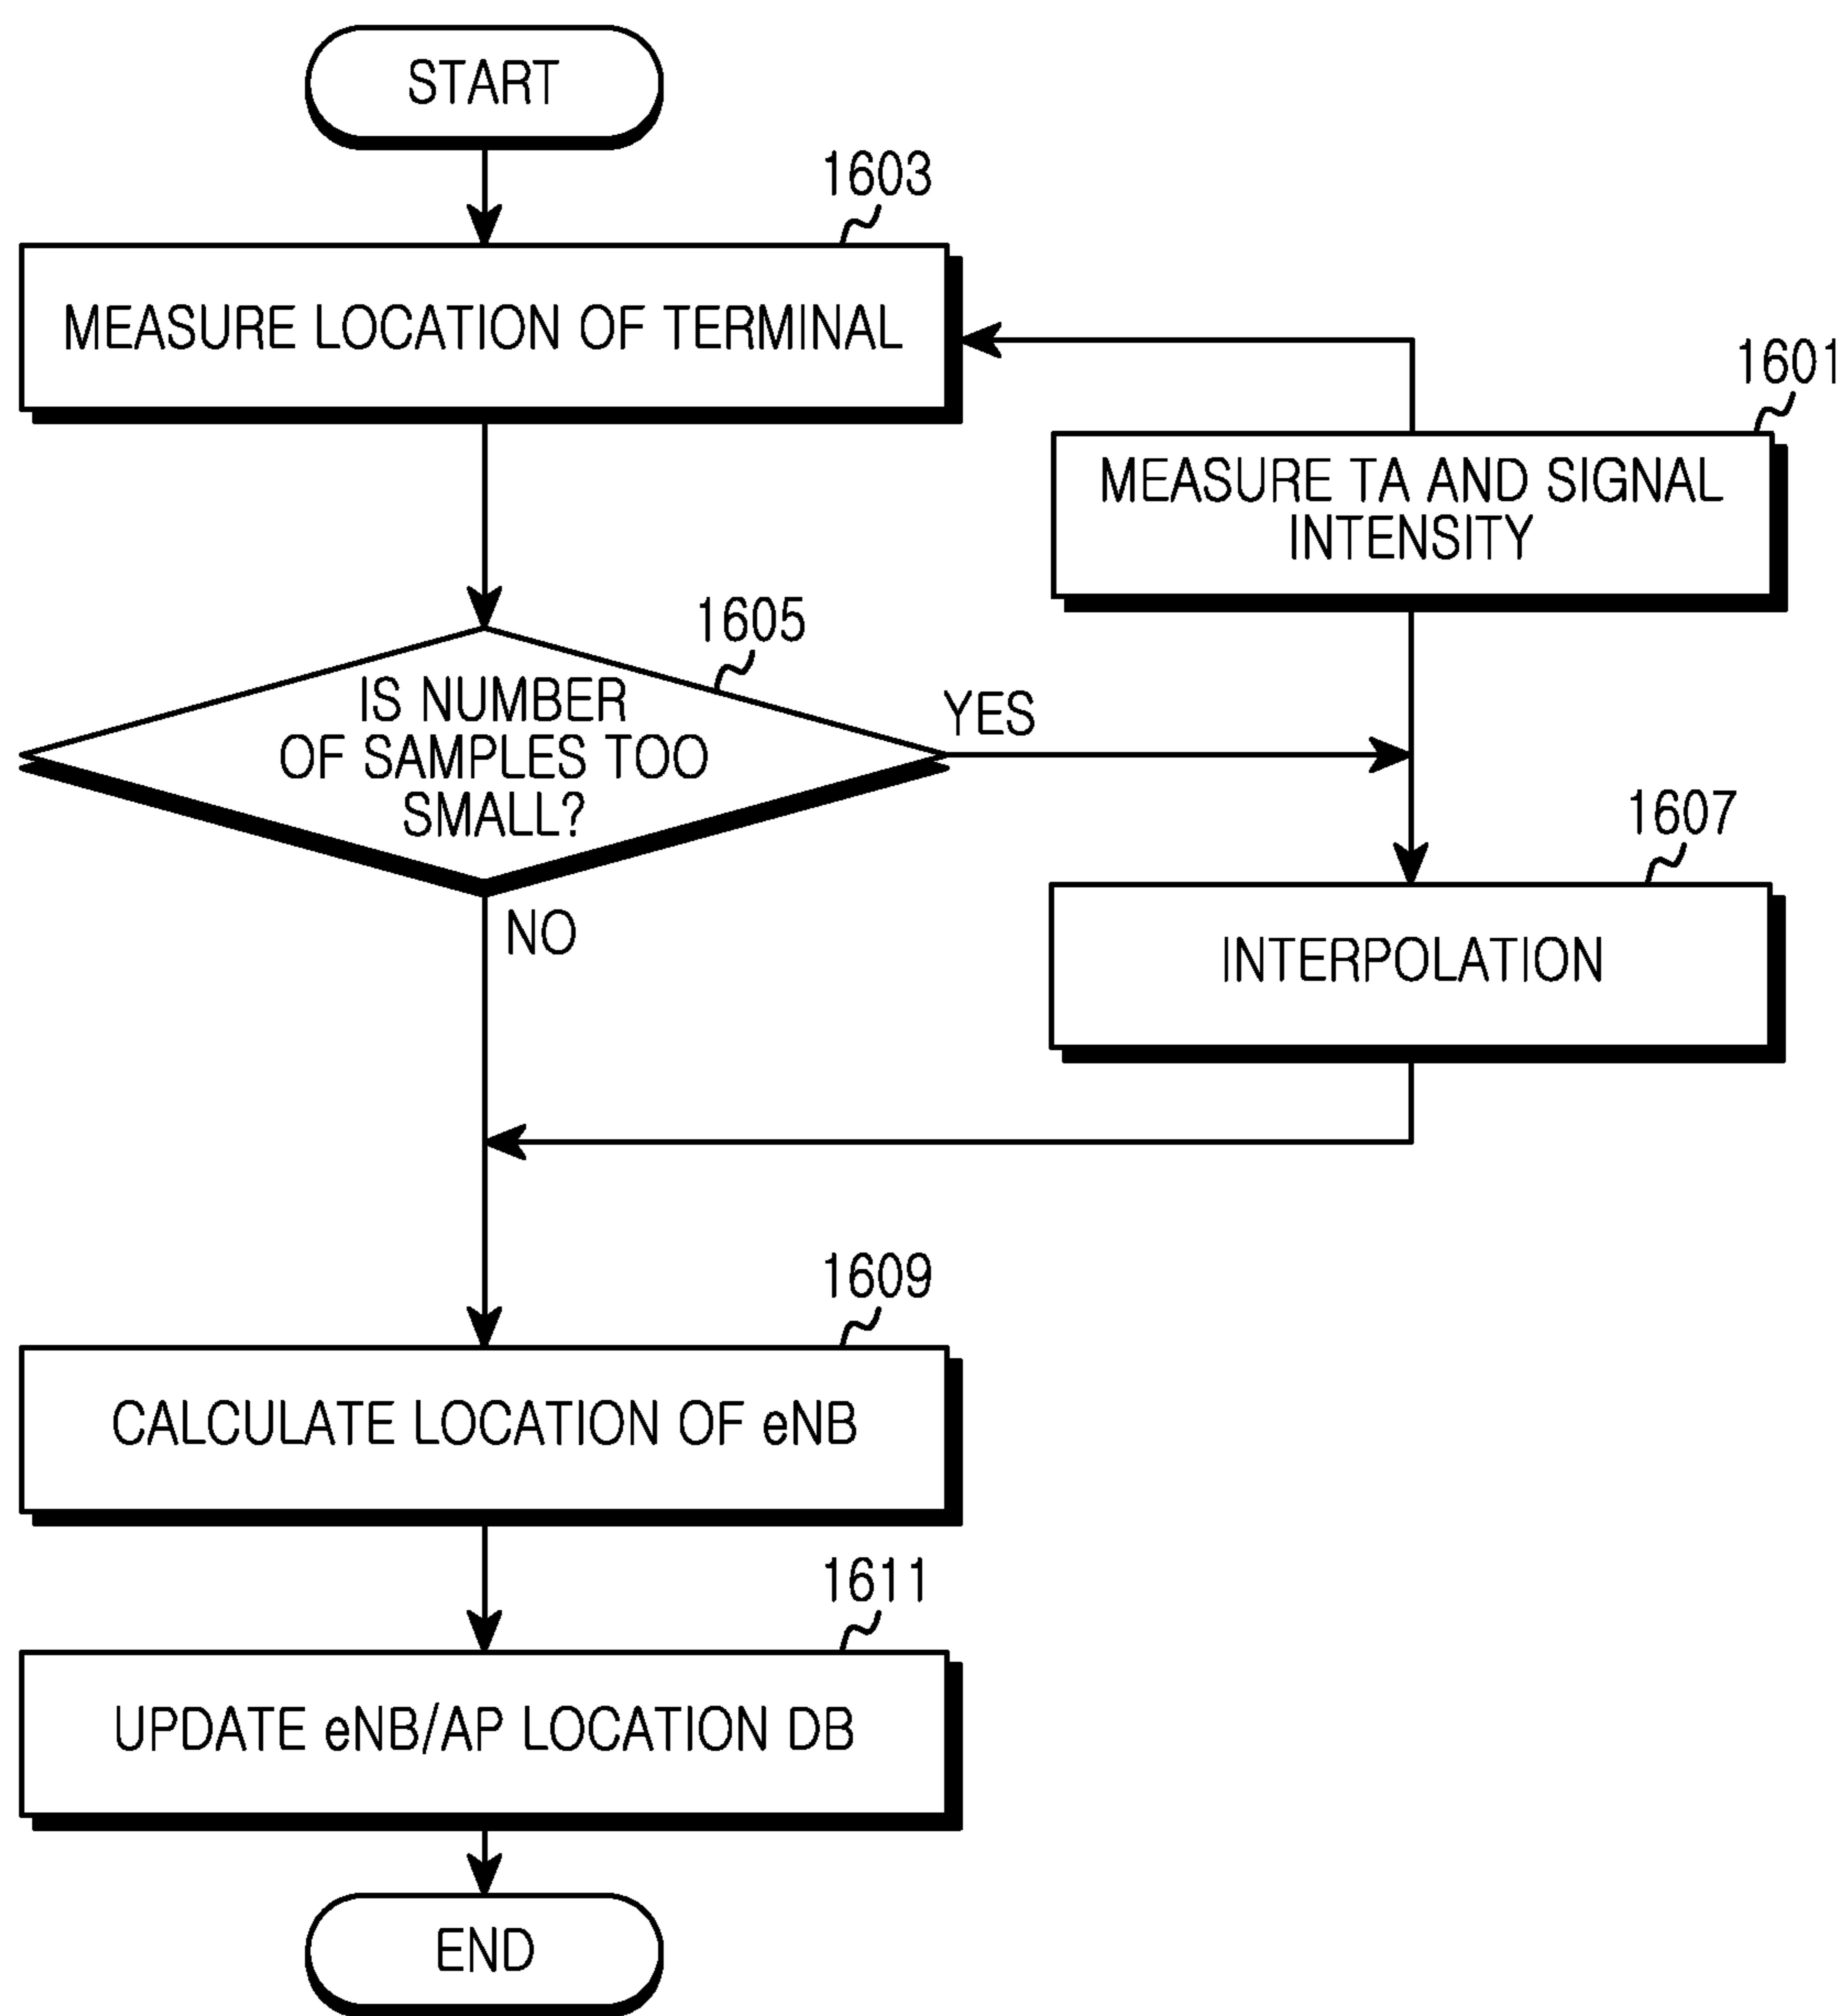 START
1603
MEASURE LOCATION OF TERMINAL
1601
MEASURE TA AND SIGNAL
INTENSITY
1605
IS NUMBER
OF SAMPLES TOO
SMALL?
YES
NO
1607
INTERPOLATION
1609
CALCULATE LOCATION OF eNB
1611
UPDATE eNB/AP LOCATION DB
END